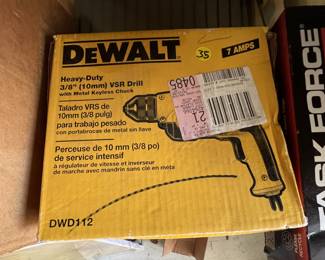 DEWALT
35
7 AMPS
Heavy-Duty
3/8" (10mm) VSR Drill
with Metal Keyless Chuck
Taladro VRS de
10mm (3/8 pulg)
para trabajo pesado
con portabrocas de metal sin llave
Perceuse de 10 mm (3/8 po)
de service intensif
à régulateur de vitesse et inverseur
de marche avec mandrin sans clé en métal
DWD112
0485
21
TASK FORCE